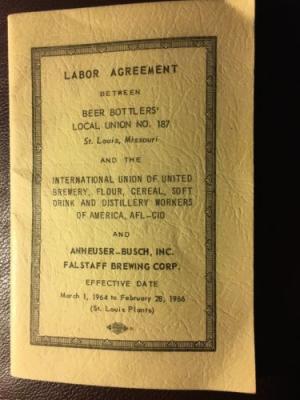 LABOR AGREEMENT
BETWEEN
BEER BOTTLERS'
LOCAL UNION NO. 187
St. Louis, Missouri
AND THE
INTERNATIONAL UNION OF UNITED
BREWERY, FLOUR, CEREAL, SOFT
DRINK AND DISTILLERY WORKERS
OF AMERICA, AFL-CIO
AND
ANHEUSER-BUSCH, INC.
FALSTAFF BREWING CORP.
EFFECTIVE DATE
March 1, 1964 to February 28, 1966
(St. Louis Plants)